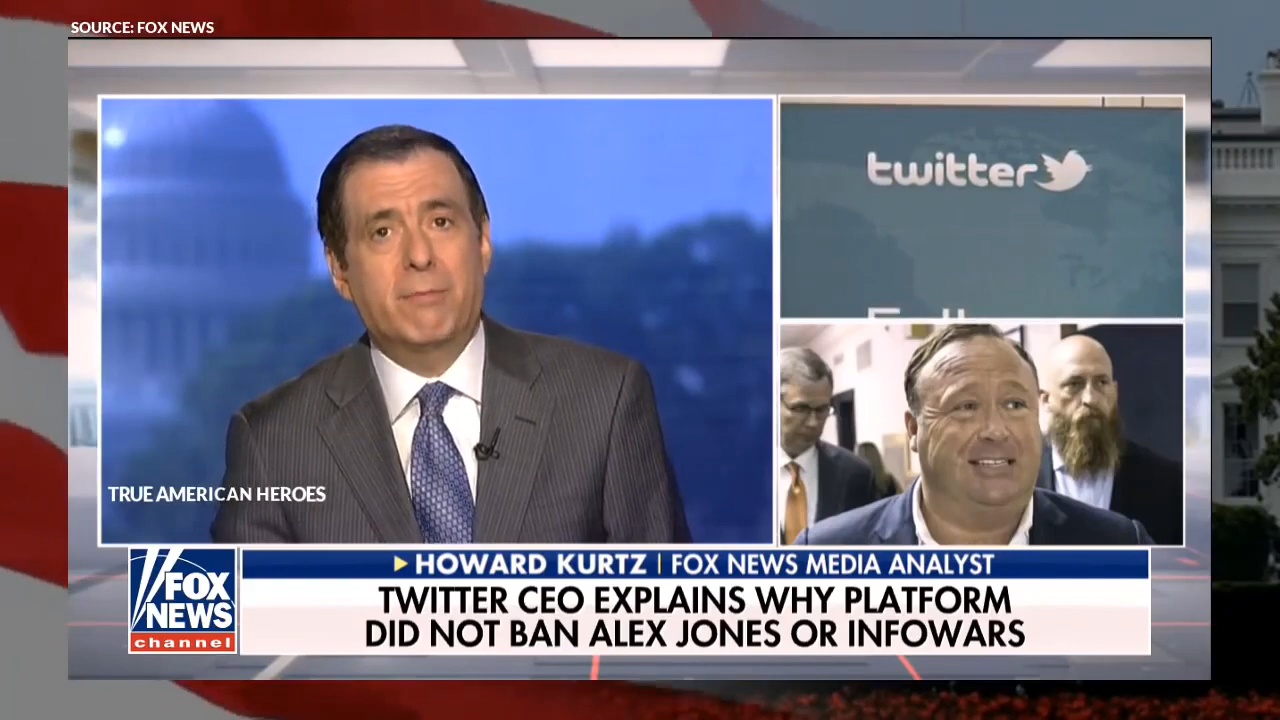 SOURCE: FOX NEWS
twitter
TRUE AMERICAN HEROES
HOWARD KURTZ | FOX NEWS MEDIA ANALYST
FOX
NEWS
channel
TWITTER CEO EXPLAINS WHY PLATFORM
DID NOT BAN ALEX JONES OR INFOWARS